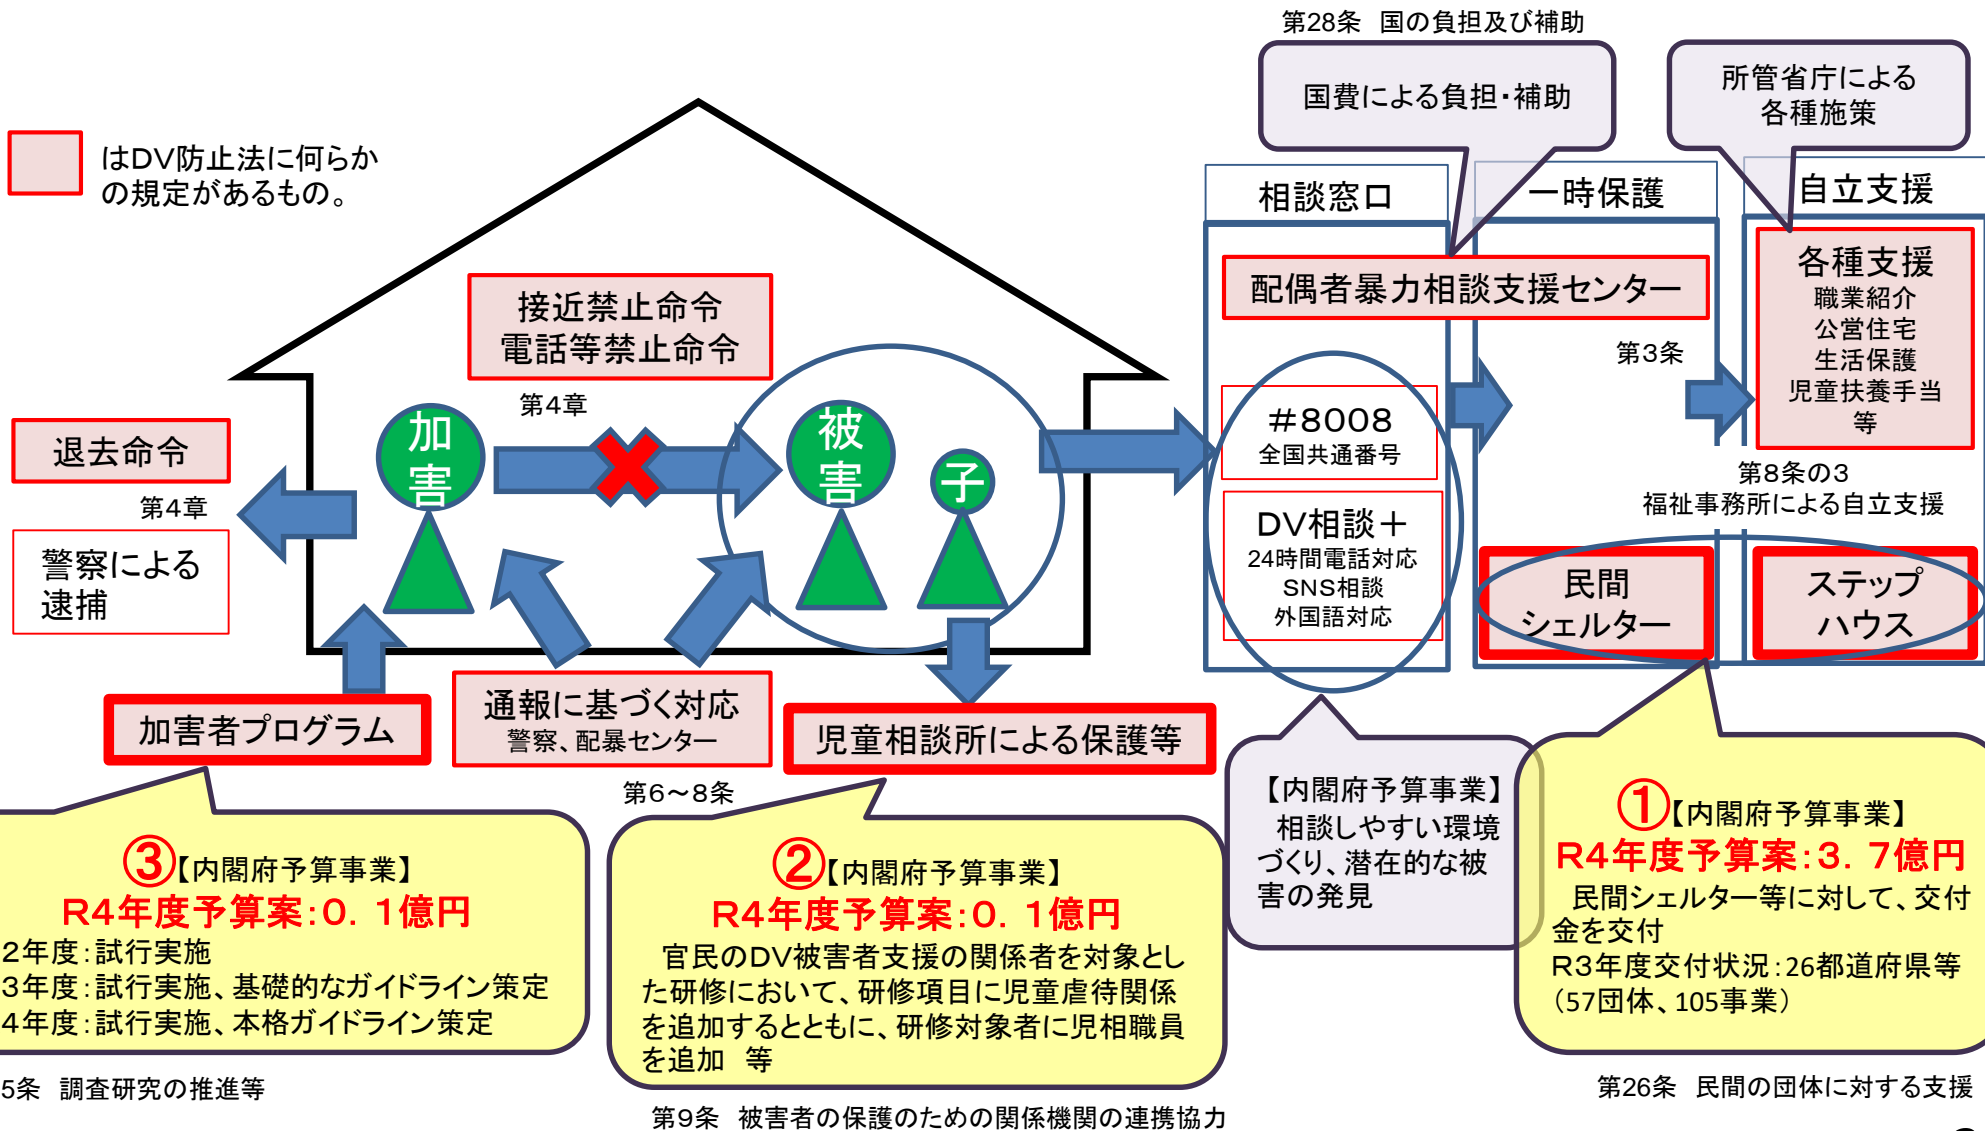 第28条 国の負担及び補助
国費による負担・補助
所管省庁による
各種施策
はDV防止法に何らか
の規定があるもの。
相談窓口
一時保護
自立支援
配偶者暴力相談支援センター
各種支援
職業紹介
公営住宅
生活保護
児童扶養手当
等
接近禁止命令
電話等禁止命令
第4章
第3条
加
害
被
害
子
退去命令
第4章
警察による
逮捕
#8008
全国共通番号
DV相談+
24時間電話対応
SNS相談
外国語対応
第8条の3
福祉事務所による自立支援
民間
シェルター
ステップ
ハウス
加害者プログラム
通報に基づく対応
警察、配暴センター
第6~8条
児童相談所による保護等
③【内閣府予算事業】
R4年度予算案:0.1億円
2年度:試行実施
3年度:試行実施、基礎的なガイドライン策定
4年度:試行実施、本格ガイドライン策定
5条 調査研究の推進等
②【内閣府予算事業】
R4年度予算案:0.1億円
官民のDV被害者支援の関係者を対象とし
た研修において、研修項目に児童虐待関係
を追加するとともに、研修対象者に児相職員
を追加 等
第9条 被害者の保護のための関係機関の連携協力
【内閣府予算事業】
相談しやすい環境
づくり、潜在的な被
害の発見
①【内閣府予算事業】
R4年度予算案:3.7億円
民間シェルター等に対して、交付
金を交付
R3年度交付状況:26都道府県等
(57団体、105事業)
第26条 民間の団体に対する支援